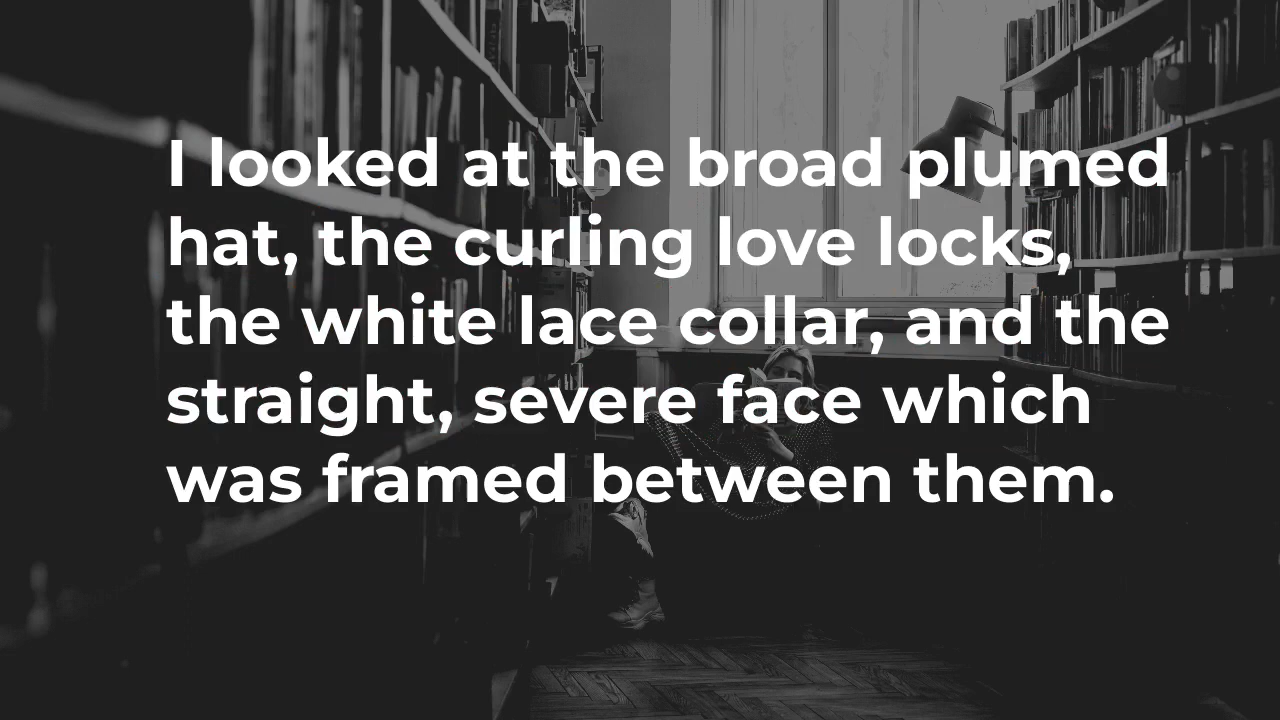 I looked at the broad plumed
hat, the curling love locks,
the white lace collar, and the
straight, severe face which
was framed between them.